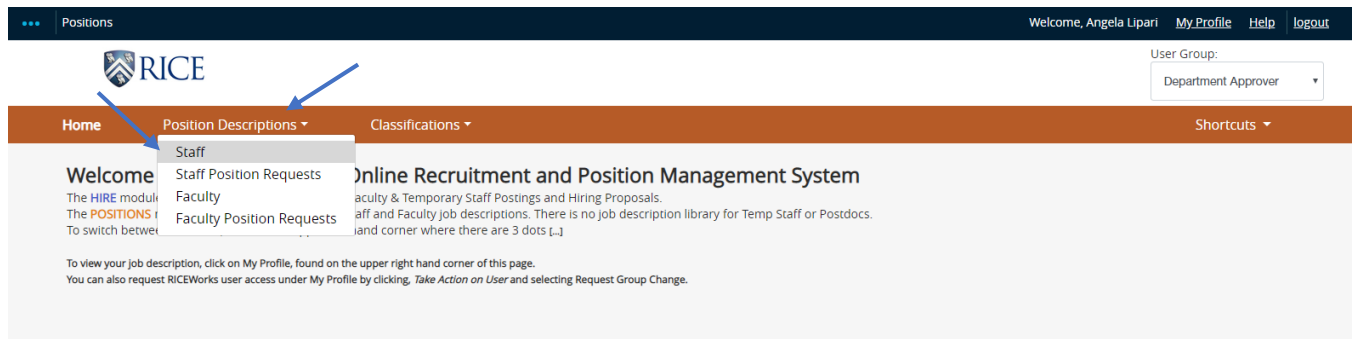 ••• Positions Welcome, Angela Lipari My Profile Help logout
RICE
User Group:
Department Approver
Home Position Descriptions Classifications Shortcuts
Staff
Staff Position Requests
Faculty
Faculty Position Requests
Welcome Online Recruitment and Position Management System
The HIRE module aculty & Temporary Staff Postings and Hiring Proposals.
The POSITIONS aff and Faculty job descriptions. There is no job description library for Temp Staff or Postdocs.
To switch betwee hand corner where there are 3 dots [...]
To view your job description, click on My Profile, found on the upper right hand corner of this page.
You can also request RICEWorks user access under My Profile by clicking, Take Action on User and selecting Request Group Change.